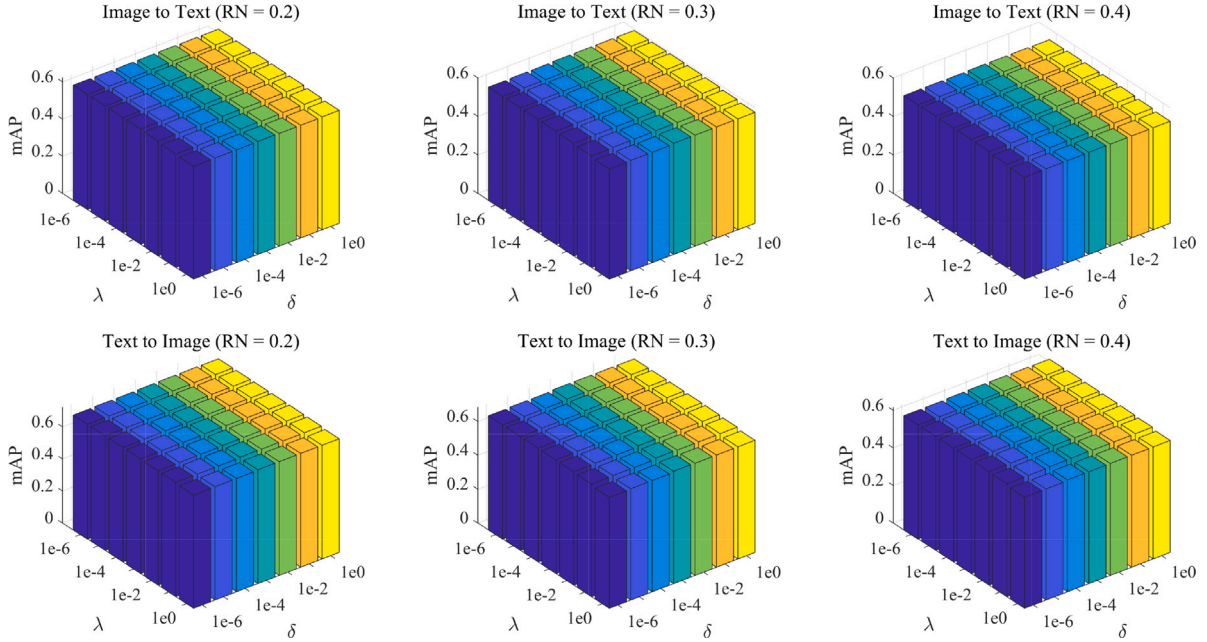 Image to Text (RN = 0.2)
0.6
0.4
0.2
0
mAP
1e-6
1e-4
1e-2
1e0
λ
1e-6
1e-4
1e-2
1e0
δ
Image to Text (RN = 0.3)
0.6
0.4
0.2
0
mAP
1e-6
1e-4
1e-2
1e0
λ
1e-6
1e-4
1e-2
1e0
δ
Image to Text (RN = 0.4)
0.6
0.4
0.2
0
mAP
1e-6
1e-4
1e-2
1e0
λ
1e-6
1e-4
1e-2
1e0
δ
Text to Image (RN = 0.2)
0.6
0.4
0.2
0
mAP
1e-6
1e-4
1e-2
1e0
λ
1e-6
1e-4
1e-2
1e0
δ
Text to Image (RN = 0.3)
0.6
0.4
0.2
0
mAP
1e-6
1e-4
1e-2
1e0
λ
1e-6
1e-4
1e-2
1e0
δ
Text to Image (RN = 0.4)
0.6
0.4
0.2
0
mAP
1e-6
1e-4
1e-2
1e0
λ
1e-6
1e-4
1e-2
1e0
δ